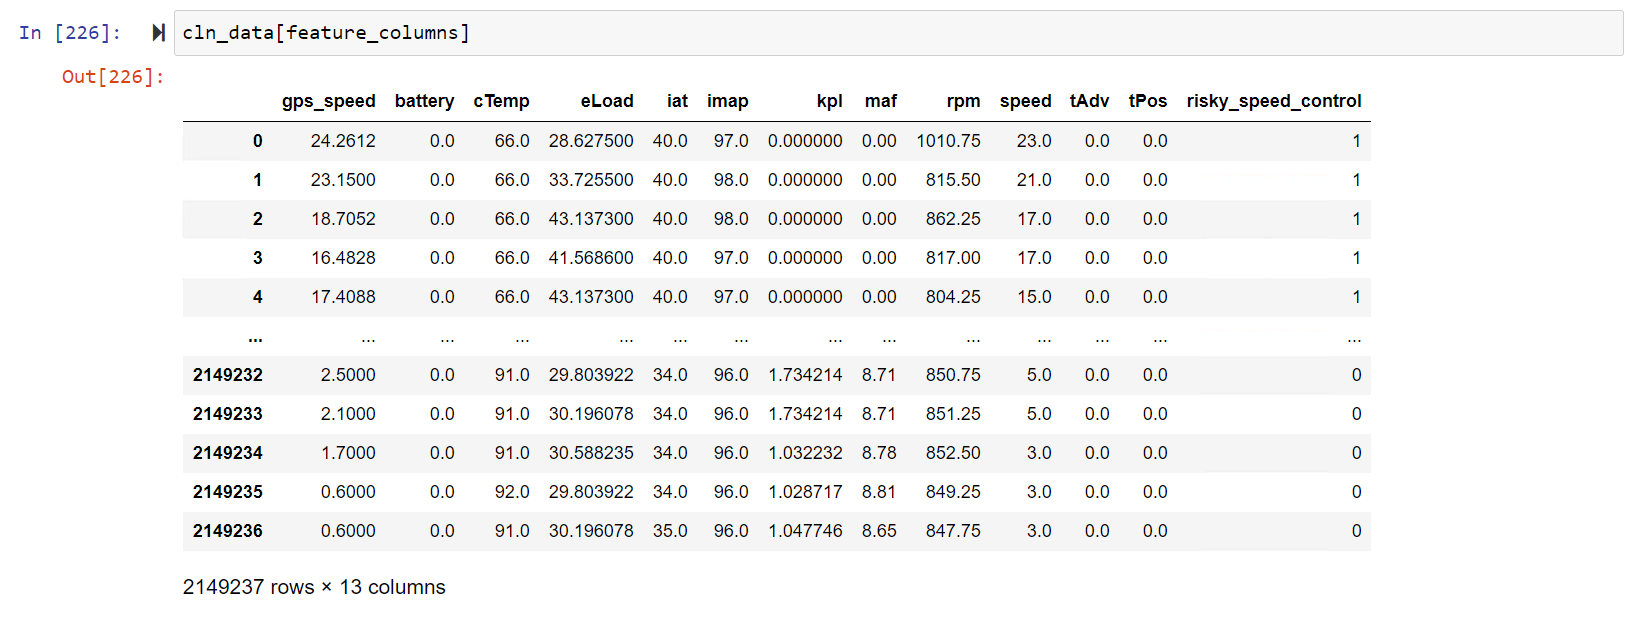 In [226]: cln_data[feature_columns]
Out[226]:
gps_speed battery cTemp eLoad iat imap kpl maf rpm speed tAdv tPos risky_speed_control
0 24.2612 0.0 66.0 28.627500 40.0 97.0 0.000000 0.00 1010.75 23.0 0.0 0.0 1
1 23.1500 0.0 66.0 33.725500 40.0 98.0 0.000000 0.00 815.50 21.0 0.0 0.0 1
2 18.7052 0.0 66.0 43.137300 40.0 98.0 0.000000 0.00 862.25 17.0 0.0 0.0 1
3 16.4828 0.0 66.0 41.568600 40.0 97.0 0.000000 0.00 817.00 17.0 0.0 0.0 1
4 17.4088 0.0 66.0 43.137300 40.0 97.0 0.000000 0.00 804.25 15.0 0.0 0.0 1
... ... ... ... ... ... ... ... ... ... ... ... ... ...
2149232 2.5000 0.0 91.0 29.803922 34.0 96.0 1.734214 8.71 850.75 5.0 0.0 0.0 0
2149233 2.1000 0.0 91.0 30.196078 34.0 96.0 1.734214 8.71 851.25 5.0 0.0 0.0 0
2149234 1.7000 0.0 91.0 30.588235 34.0 96.0 1.032232 8.78 852.50 3.0 0.0 0.0 0
2149235 0.6000 0.0 92.0 29.803922 34.0 96.0 1.028717 8.81 849.25 3.0 0.0 0.0 0
2149236 0.6000 0.0 91.0 30.196078 35.0 96.0 1.047746 8.65 847.75 3.0 0.0 0.0 0
2149237 rows × 13 columns